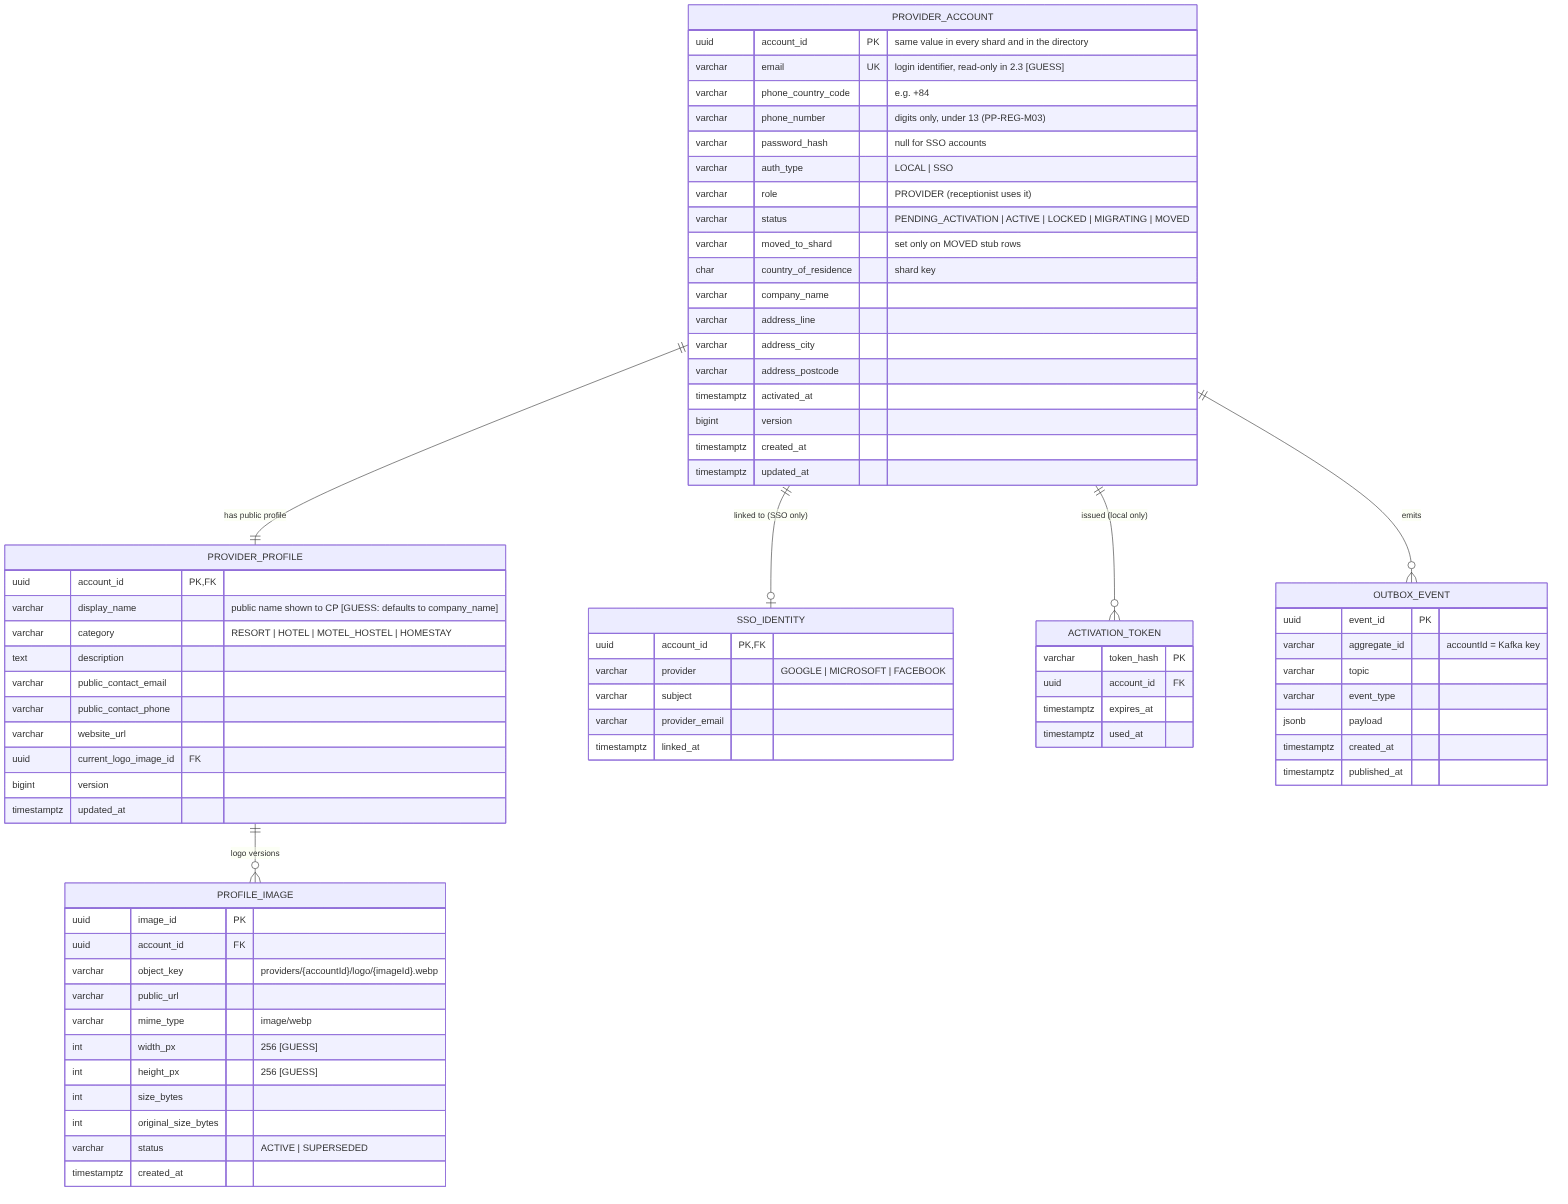 PROVIDER_ACCOUNT
uuid account_id PK same value in every shard and in the directory
varchar email UK login identifier, read-only in 2.3 [GUESS]
varchar phone_country_code e.g. +84
varchar phone_number digits only, under 13 (PP-REG-M03)
varchar password_hash null for SSO accounts
varchar auth_type LOCAL | SSO
varchar role PROVIDER (receptionist uses it)
varchar status PENDING_ACTIVATION | ACTIVE | LOCKED | MIGRATING | MOVED
varchar moved_to_shard set only on MOVED stub rows
char country_of_residence shard key
varchar company_name
varchar address_line
varchar address_city
varchar address_postcode
timestamptz activated_at
bigint version
timestamptz created_at
timestamptz updated_at
has public profile
linked to (SSO only)
issued (local only)
emits
PROVIDER_PROFILE
uuid account_id PK,FK
varchar display_name public name shown to CP [GUESS: defaults to company_name]
varchar category RESORT | HOTEL | MOTEL_HOSTEL | HOMESTAY
text description
varchar public_contact_email
varchar public_contact_phone
varchar website_url
uuid current_logo_image_id FK
bigint version
timestamptz updated_at
SSO_IDENTITY
uuid account_id PK,FK
varchar provider GOOGLE | MICROSOFT | FACEBOOK
varchar subject
varchar provider_email
timestamptz linked_at
ACTIVATION_TOKEN
varchar token_hash PK
uuid account_id FK
timestamptz expires_at
timestamptz used_at
OUTBOX_EVENT
uuid event_id PK
varchar aggregate_id accountId = Kafka key
varchar topic
varchar event_type
jsonb payload
timestamptz created_at
timestamptz published_at
logo versions
PROFILE_IMAGE
uuid image_id PK
uuid account_id FK
varchar object_key providers/{accountId}/logo/{imageId}.webp
varchar public_url
varchar mime_type image/webp
int width_px 256 [GUESS]
int height_px 256 [GUESS]
int size_bytes
int original_size_bytes
varchar status ACTIVE | SUPERSEDED
timestamptz created_at